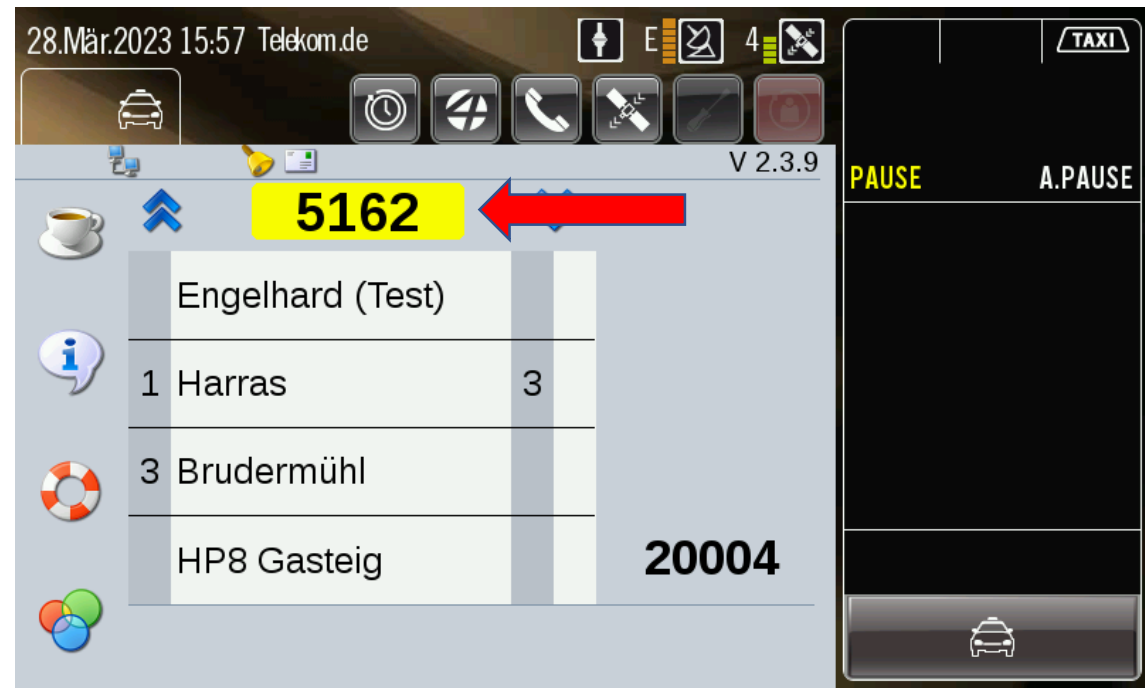 28.Mär.2023 15:57 Telekom.de E 4
TAXI
V 2.3.9
PAUSE A.PAUSE
5162
Engelhard (Test)
1 Harras 3
3 Brudermühl
HP8 Gasteig 20004